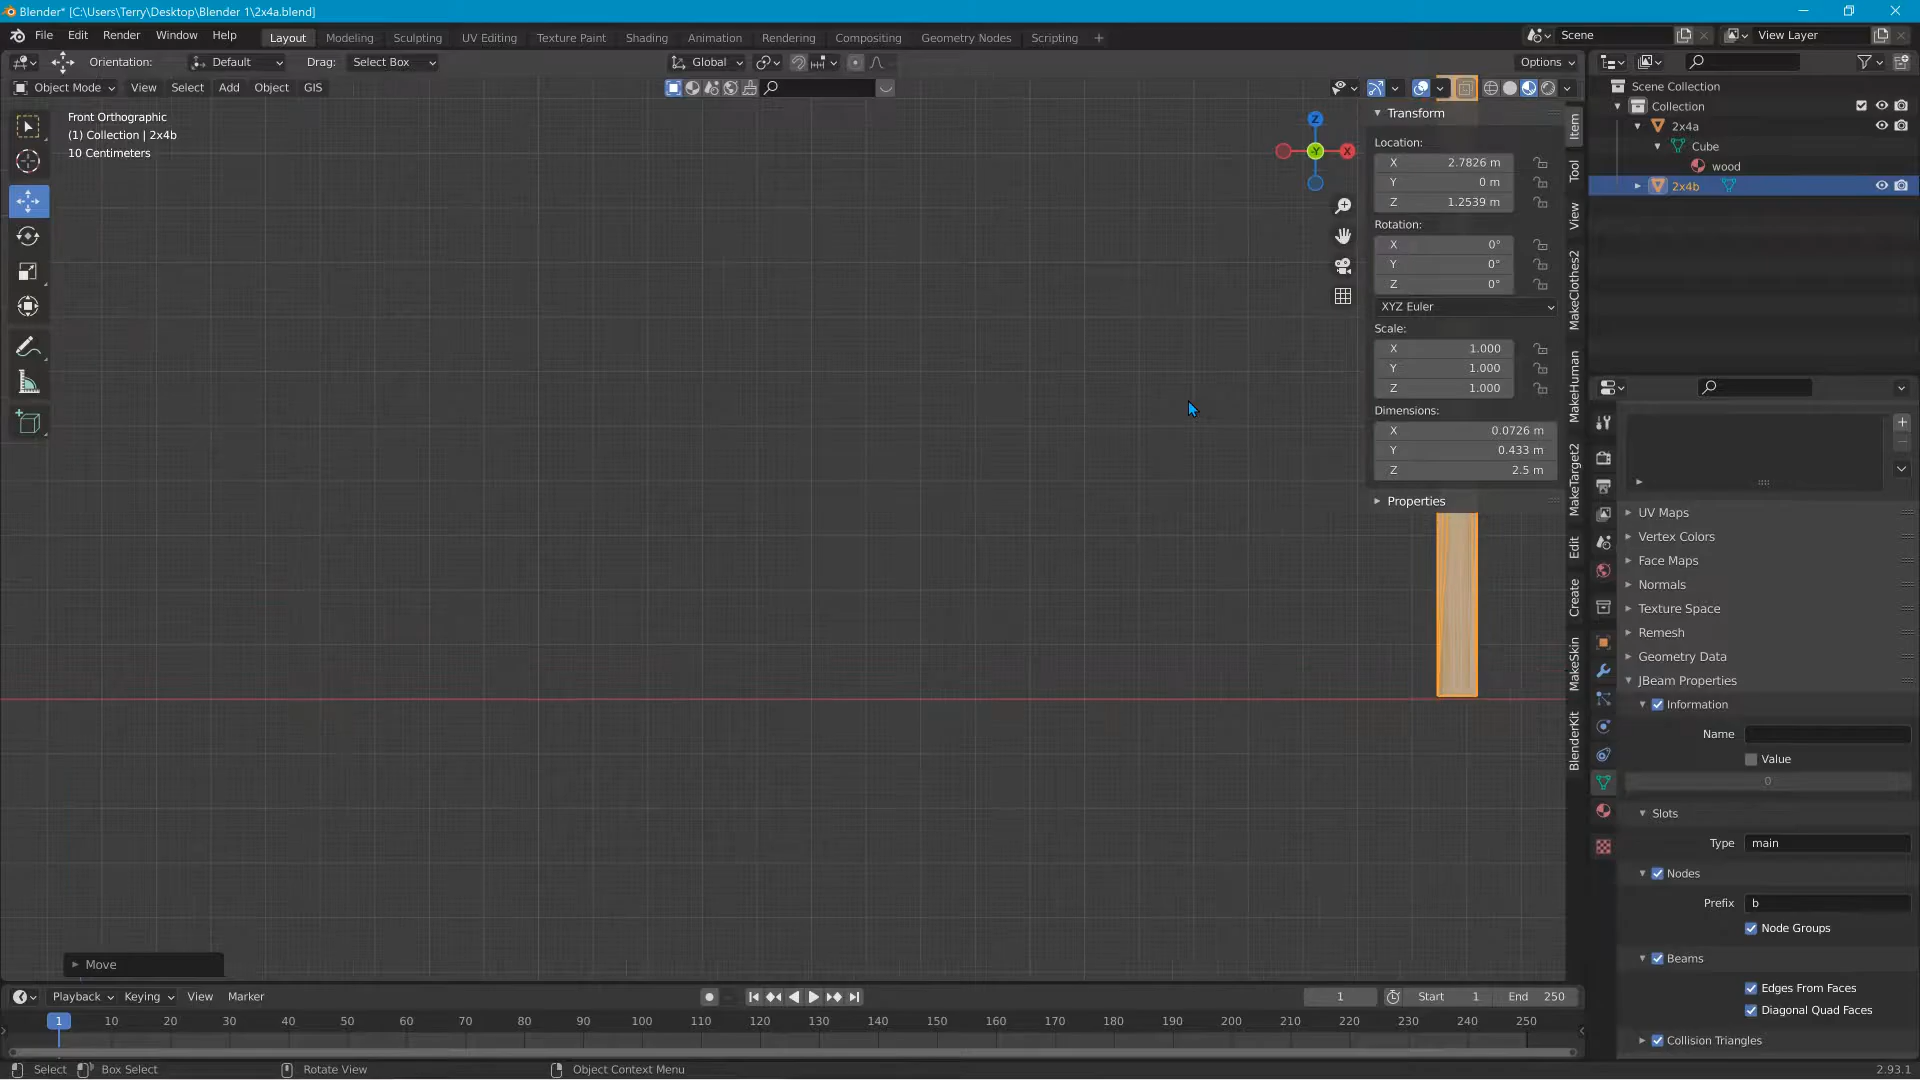 Blender* [C:\Users\Terry\Desktop\Blender 1\2x4a.blend]
File Edit Render Window Help
Layout Modeling Sculpting UV Editing Texture Paint Shading Animation Rendering Compositing Geometry Nodes Scripting +
Scene
View Layer
Orientation: Default Drag: Select Box
Global
Options
Object Mode View Select Add Object GIS
Front Orthographic
(1) Collection | 2x4b
10 Centimeters
Z
X
-Y
Transform
Location:
X 2.7826 m
Y 0 m
Z 1.2539 m
Rotation:
X 0°
Y 0°
Z 0°
XYZ Euler
Scale:
X 1.000
Y 1.000
Z 1.000
Dimensions:
X 0.0726 m
Y 0.433 m
Z 2.5 m
Properties
Item
Tool
View
MakeClothes2
MakeHuman
MakeTarget2
Edit
Create
MakeSkin
BlenderKit
Scene Collection
Collection
2x4a
Cube
wood
2x4b
UV Maps
Vertex Colors
Face Maps
Normals
Texture Space
Remesh
Geometry Data
JBeam Properties
Information
Name
Value
0
Slots
Type main
Nodes
Prefix b
Node Groups
Beams
Edges From Faces
Diagonal Quad Faces
Collision Triangles
Move
Playback Keying View Marker
1 Start 1 End 250
1 10 20 30 40 50 60 70 80 90 100 110 120 130 140 150 160 170 180 190 200 210 220 230 240 250
Select Box Select Rotate View Object Context Menu
2.93.1